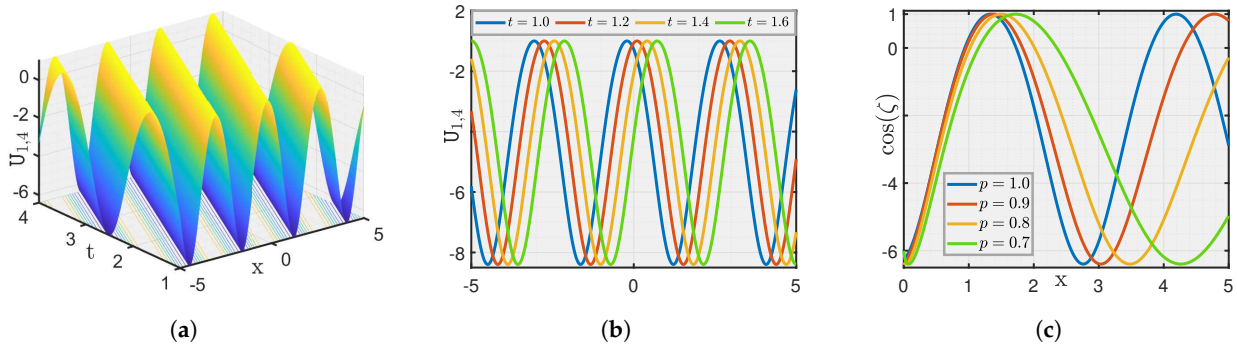 U1,4
0
-2
-4
-6
4
3
2
1
t
-5
0
5
x
(a)
2
-2
-4
-6
-8
-5
0
5
t = 1.0
t = 1.2
t = 1.4
t = 1.6
U1,4
(b)
cos(ζ)
1
0
-4
-6
0
1
2
3
4
5
x
p = 1.0
p = 0.9
p = 0.8
p = 0.7
(c)